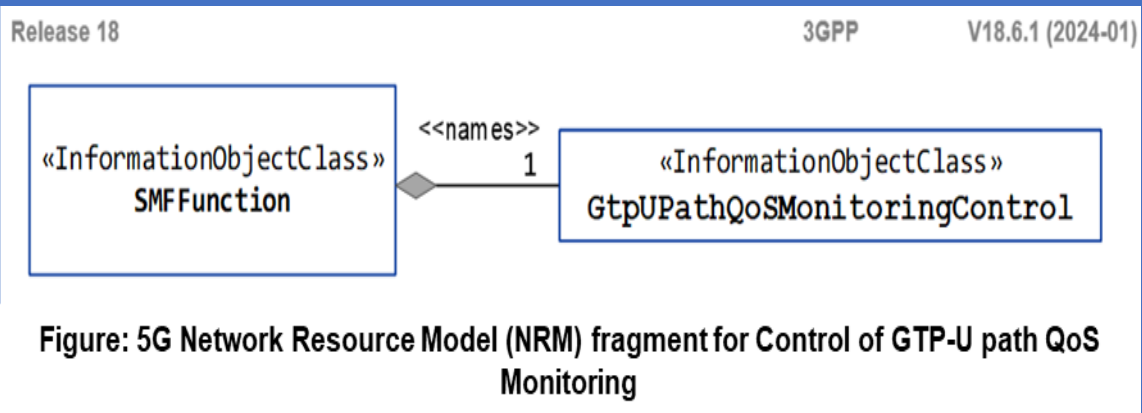 Release 18 3GPP V18.6.1 (2024-01)
«InformationObjectClass»
SMFFunction
<<names>>
1
«InformationObjectClass»
GtpUPathQoSMonitoringControl
Figure: 5G Network Resource Model (NRM) fragment for Control of GTP-U path QoS
Monitoring